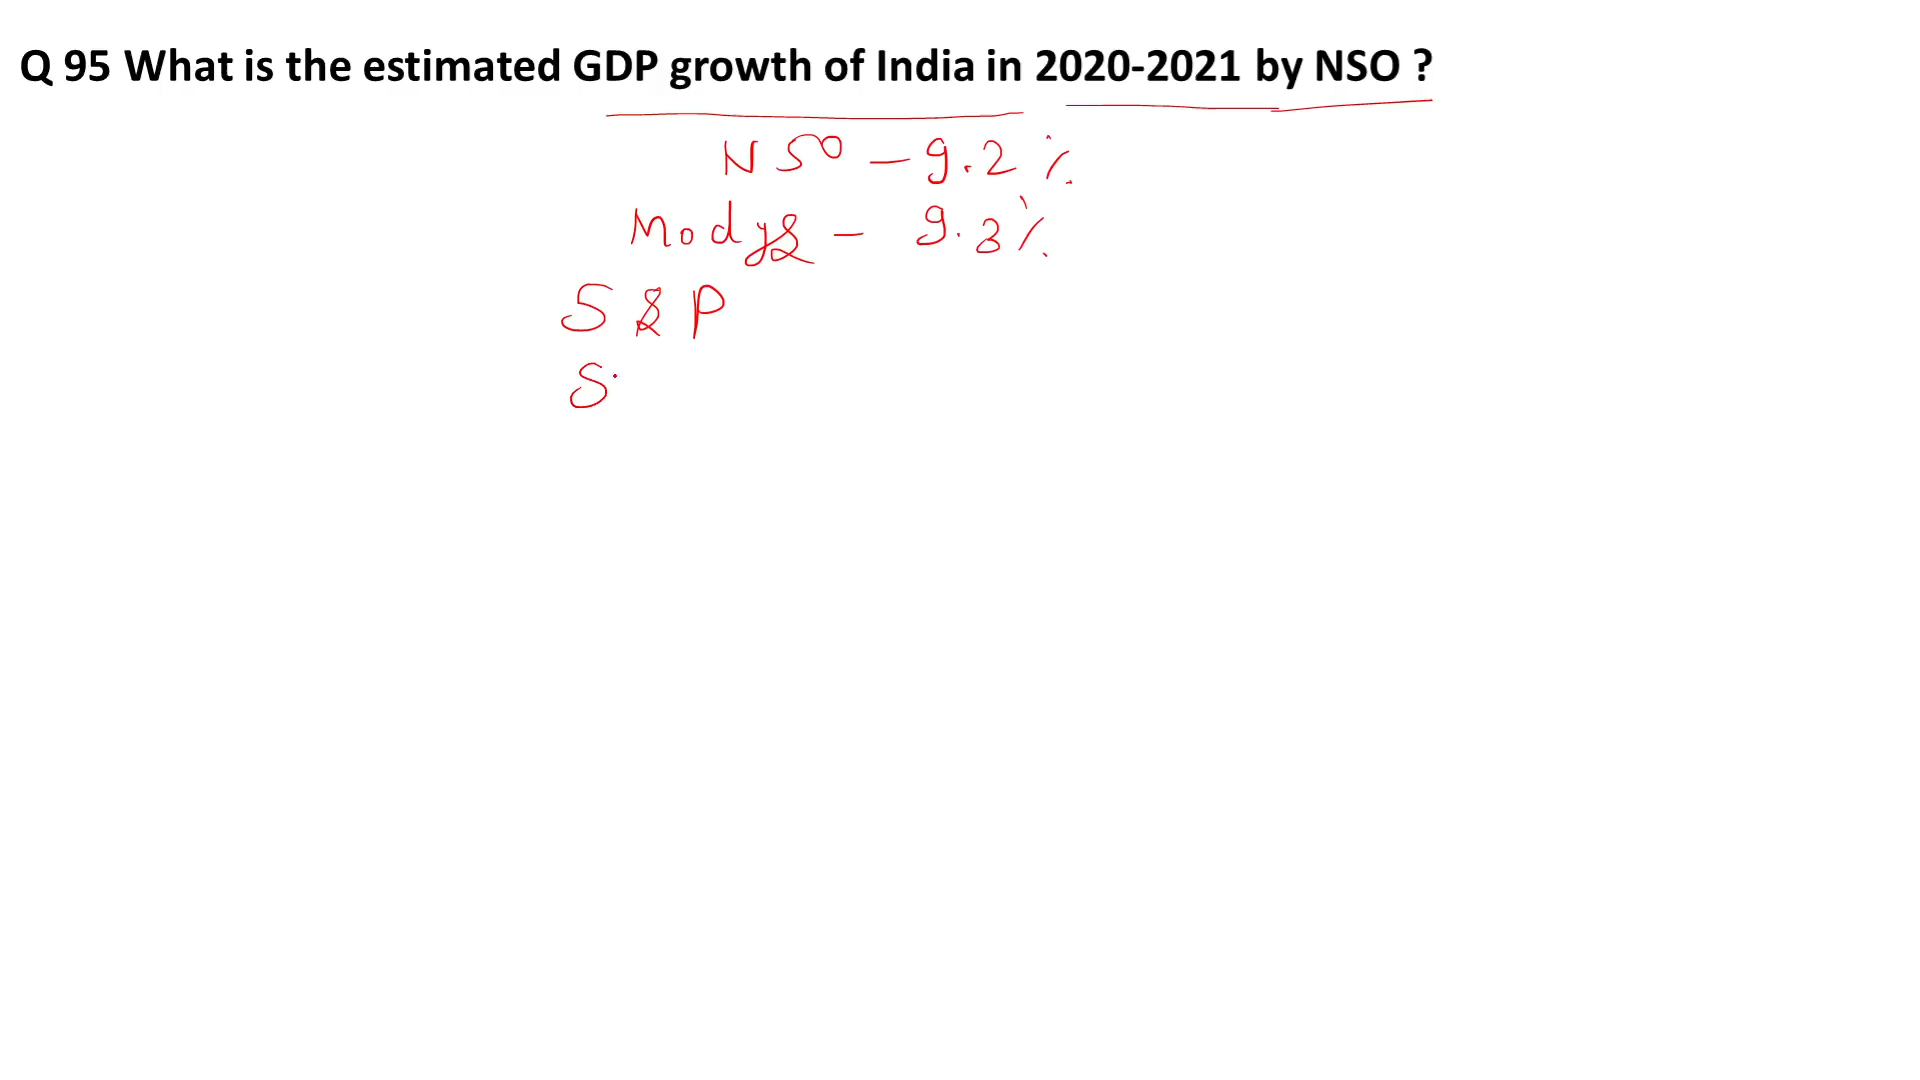 Q 95 What is the estimated GDP growth of India in 2020-2021 by NSO ?
NSO - 9.2%
Modys - 9.3%
S & P
S